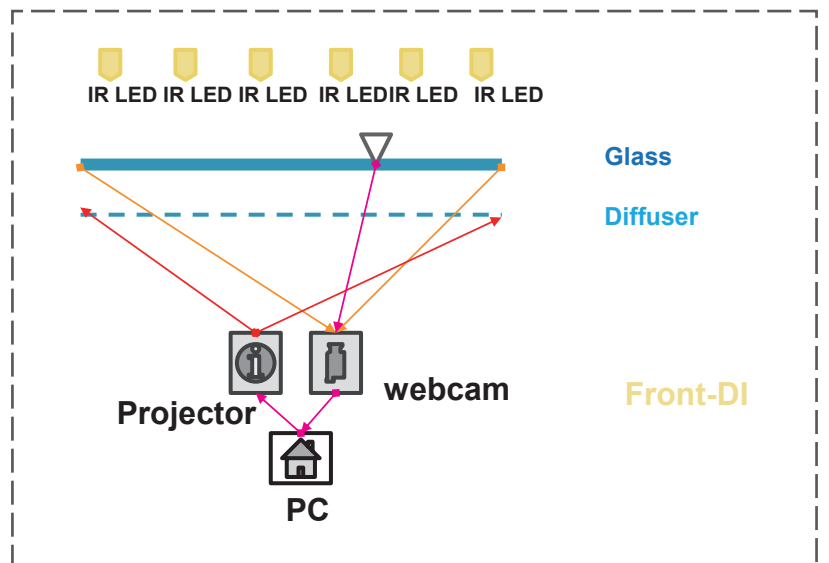 IR LED IR LED IR LED IR LEDIR LED IR LED
Glass
Diffuser
webcam
Projector
Front-DI
PC